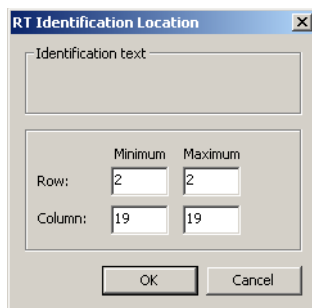 RT Identification Location
Identification text
Minimum Maximum
Row: 2 2
Column: 19 19
OK Cancel